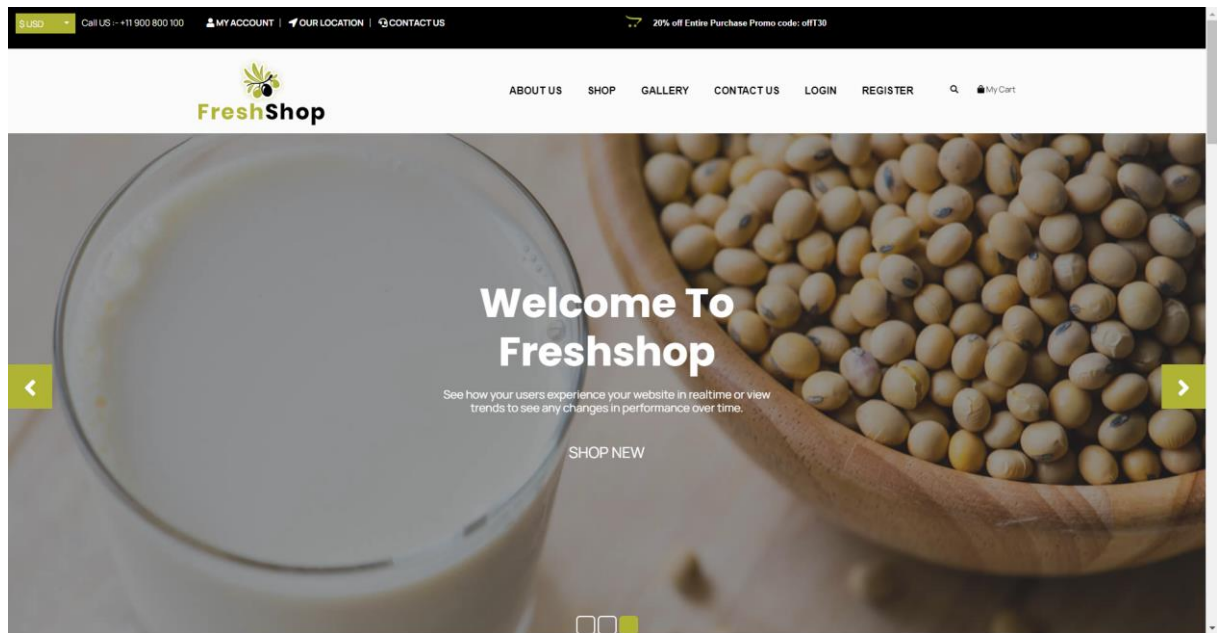 $ USD Call US :- +11 900 800 100 MY ACCOUNT | OUR LOCATION | CONTACT US 20% off Entire Purchase Promo code: offT30
FreshShop
ABOUT US SHOP GALLERY CONTACT US LOGIN REGISTER My Cart
Welcome To
Freshshop
See how your users experience your website in realtime or view
trends to see any changes in performance over time.
SHOP NEW